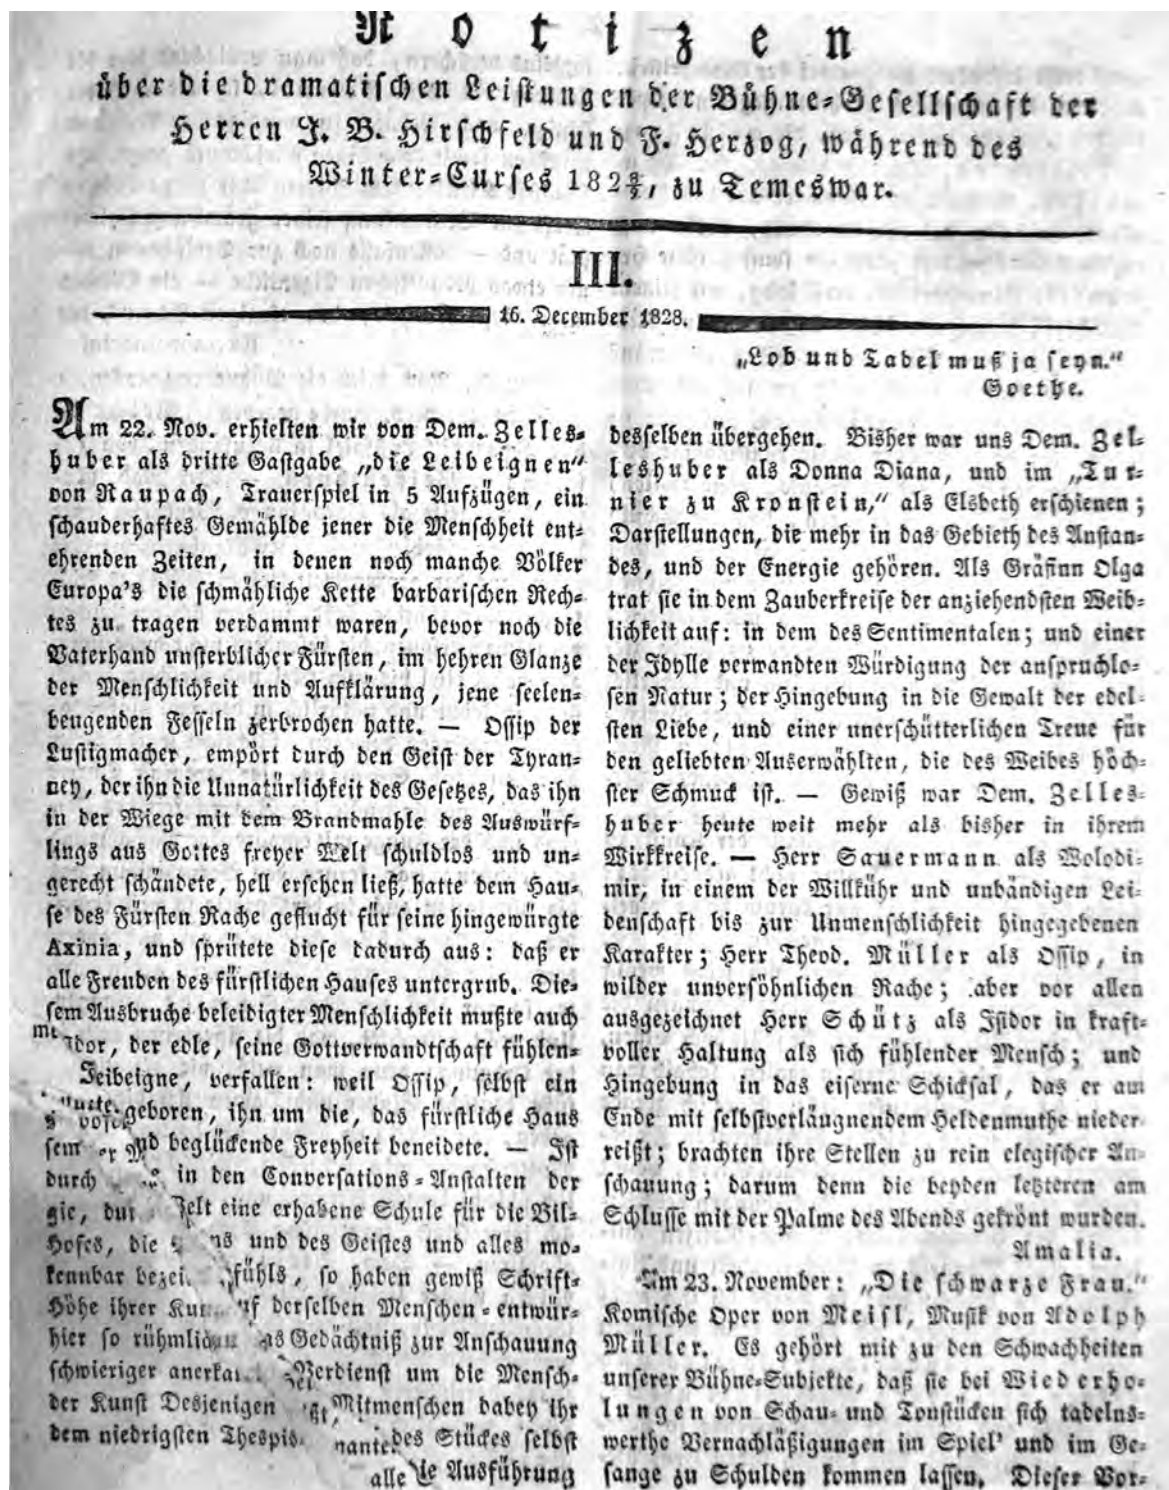 Notizen
über die dramatischen Leistungen der Bühne-Gesellschaft der
Herren J. B. Hirschfeld und F. Herzog, während des
Winter-Curses 182 8/9, zu Temeswar.
III.
16. December 1828.
„Lob und Tadel muß ja seyn.“
Goethe.
Am 22. Nov. erhielten wir von Dem. Zelles-
huber als dritte Gastgabe „die Leibeignen“
von Raupach, Trauerspiel in 5 Aufzügen, ein
schauderhaftes Gemählde jener die Menschheit ent-
ehrenden Zeiten, in denen noch manche Völker
Europa's die schmähliche Kette barbarischen Rech-
tes zu tragen verdammt waren, bevor noch die
Vaterhand unsterblicher Fürsten, im hehren Glanze
der Menschlichkeit und Aufklärung, jene seelen-
beugenden Fesseln zerbrochen hatte. — Ossip der
Lustigmacher, empört durch den Geist der Tyran-
ney, der ihn die Unnatürlichkeit des Gesetzes, das ihn
in der Wiege mit dem Brandmahle des Auswürf-
lings aus Gottes freyer Welt schuldlos und un-
gerecht schändete, hell ersehen ließ, hatte dem Hau-
se des Fürsten Rache geflucht für seine hingewürgte
Axinia, und sprütete diese dadurch aus: daß er
alle Freuden des fürstlichen Hauses untergrub. Die-
sem Ausbruche beleidigter Menschlichkeit mußte auch
der edle, seine Gottverwandtschaft fühlen-
Leibeigne, verfallen: weil Ossip, selbst ein
geboren, ihn um die, das fürstliche Haus
sem beglückende Freyheit beneidete. — Ist
durch in den Conversations-Anstalten der
gie, eine erhabene Schule für die Bil-
Hofes, die und des Geistes und alles mo-
kennbar so haben gewiß Schrift-
Höhe ihrer derselben Menschen-entwür-
hier so Gedächtniß zur Anschauung
schwieriger Verdienst um die Mensch-
der Kunst Desjenigen Mitmenschen dabey ihr
dem niedrigsten des Stückes selbst
alle die Ausführung
desselben übergehen. Bisher war uns Dem. Zel-
leshuber als Donna Diana, und im „Tur-
nier zu Kronstein,“ als Elsbeth erschienen;
Darstellungen, die mehr in das Gebieth des Anstan-
des, und der Energie gehören. Als Gräfinn Olga
trat sie in dem Zauberkreise der anziehendsten Weib-
lichkeit auf: in dem des Sentimentalen; und einer
der Idylle verwandten Würdigung der anspruchlo-
sen Natur; der Hingebung in die Gewalt der edel-
sten Liebe, und einer unerschütterlichen Treue für
den geliebten Auserwählten, die des Weibes höch-
ster Schmuck ist. — Gewiß war Dem. Zelles-
huber heute weit mehr als bisher in ihrem
Wirkkreise. — Herr Sauermann als Wolodi-
mir, in einem der Willkühr und unbändigen Lei-
denschaft bis zur Unmenschlichkeit hingegebenen
Karakter; Herr Theod. Müller als Ossip, in
wilder unversöhnlichen Rache; aber vor allen
ausgezeichnet Herr Schütz als Isidor in kraft-
voller Haltung als sich fühlender Mensch; und
Hingebung in das eiserne Schicksal, das er am
Ende mit selbstverläugnendem Heldenmuthe nieder-
reißt; brachten ihre Stellen zu rein elegischer An-
schauung; darum denn die beyden letzteren am
Schlusse mit der Palme des Abends gekrönt wurden.
Amalia.
Am 23. November: „Die schwarze Frau.“
Komische Oper von Meisl, Musik von Adolph
Müller. Es gehört mit zu den Schwachheiten
unserer Bühne-Subjekte, daß sie bei Wiederho-
lungen von Schau- und Tonstücken sich tadelns-
werthe Vernachläßigungen im Spiel' und im Ge-
sange zu Schulden kommen lassen. Dieser Vor-